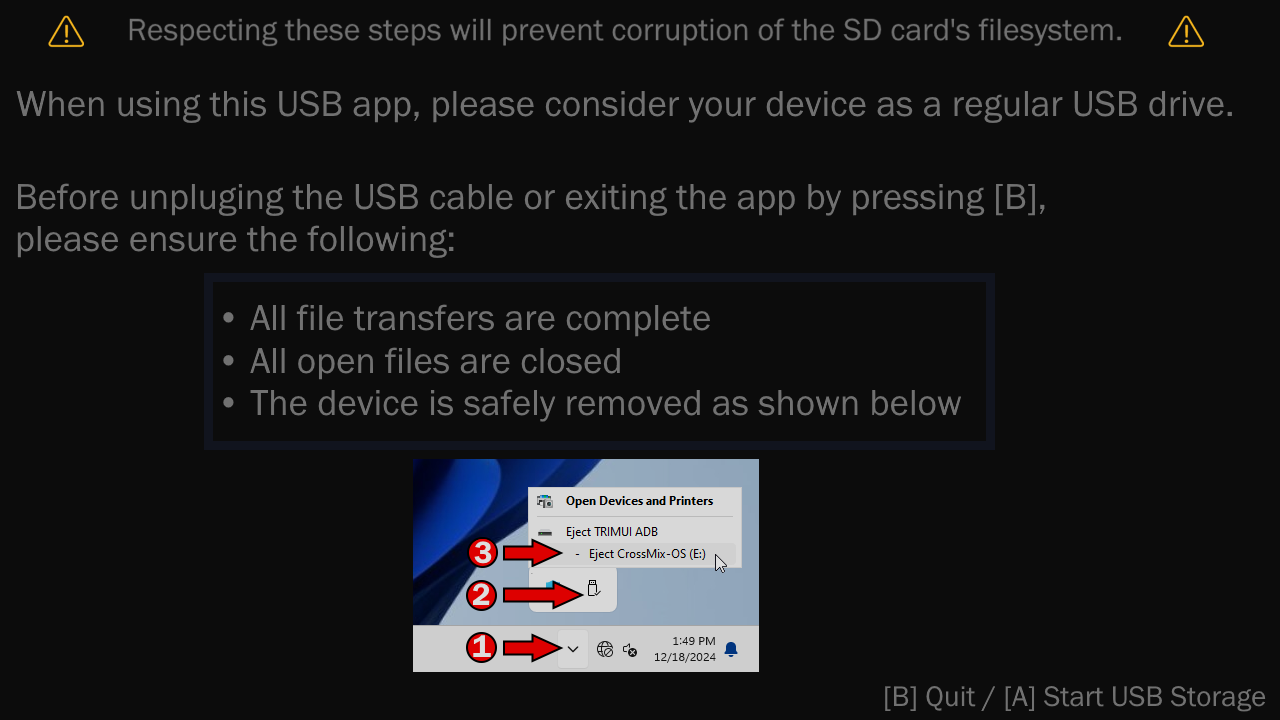 Respecting these steps will prevent corruption of the SD card's filesystem.
When using this USB app, please consider your device as a regular USB drive.
Before unpluging the USB cable or exiting the app by pressing [B],
please ensure the following:
• All file transfers are complete
• All open files are closed
• The device is safely removed as shown below
Open Devices and Printers
Eject TRIMUI ADB
3
- Eject CrossMix-OS (E:)
2
1
1:49 PM
12/18/2024
[B] Quit / [A] Start USB Storage